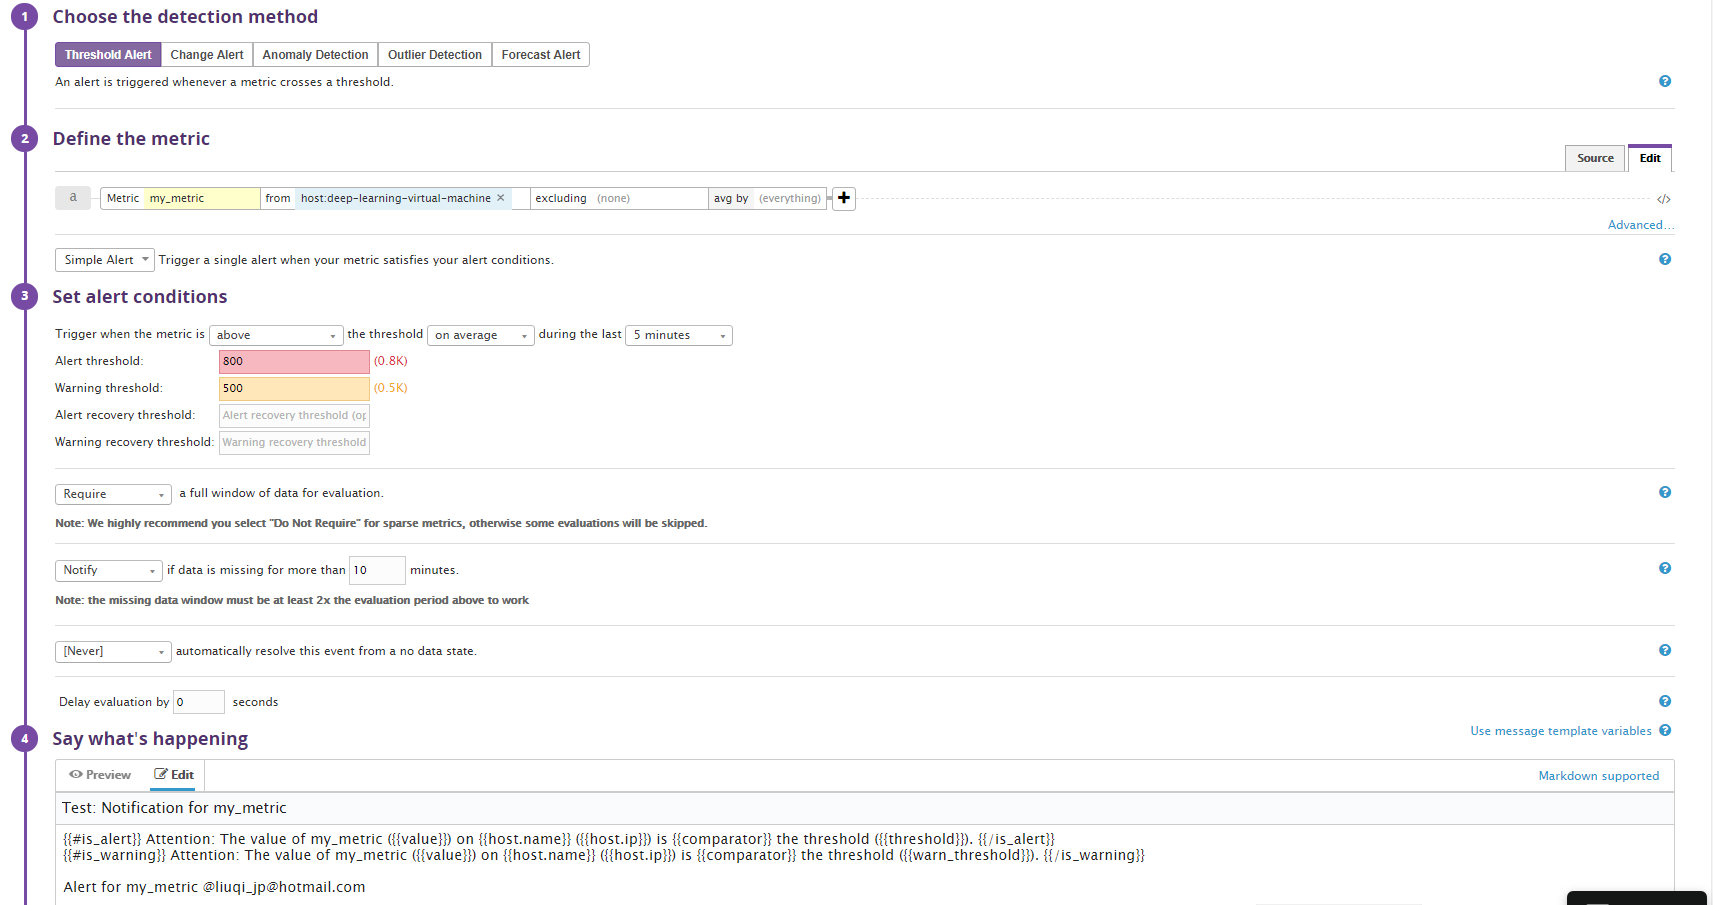 1 Choose the detection method
Threshold Alert Change Alert Anomaly Detection Outlier Detection Forecast Alert
An alert is triggered whenever a metric crosses a threshold. ?
2 Define the metric
Source Edit
a Metric my_metric from host:deep-learning-virtual-machine × excluding (none) avg by (everything) + </>
Advanced...
Simple Alert Trigger a single alert when your metric satisfies your alert conditions. ?
3 Set alert conditions
Trigger when the metric is above the threshold on average during the last 5 minutes
Alert threshold: 800 (0.8K)
Warning threshold: 500 (0.5K)
Alert recovery threshold: Alert recovery threshold (op
Warning recovery threshold: Warning recovery threshold
Require a full window of data for evaluation. ?
Note: We highly recommend you select "Do Not Require" for sparse metrics, otherwise some evaluations will be skipped.
Notify if data is missing for more than 10 minutes. ?
Note: the missing data window must be at least 2x the evaluation period above to work
[Never] automatically resolve this event from a no data state. ?
Delay evaluation by 0 seconds ?
4 Say what's happening Use message template variables ?
Preview Edit Markdown supported
Test: Notification for my_metric
{{#is_alert}} Attention: The value of my_metric ({{value}}) on {{host.name}} ({{host.ip}}) is {{comparator}} the threshold ({{threshold}}). {{/is_alert}}
{{#is_warning}} Attention: The value of my_metric ({{value}}) on {{host.name}} ({{host.ip}}) is {{comparator}} the threshold ({{warn_threshold}}). {{/is_warning}}
Alert for my_metric @liuqi_jp@hotmail.com